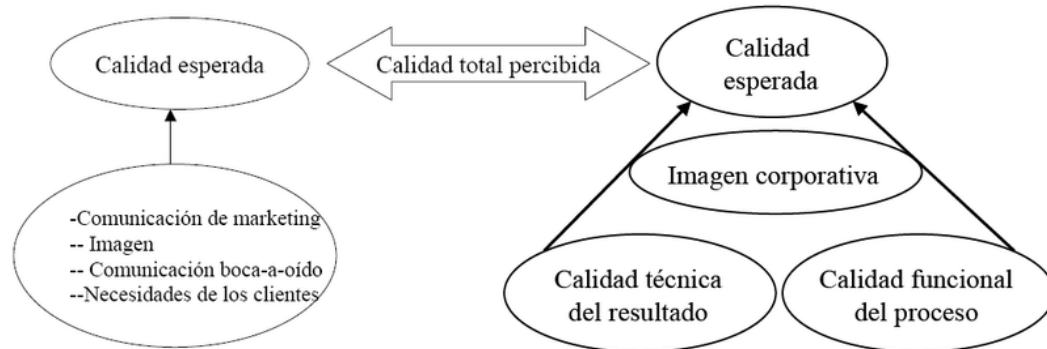 Calidad esperada
Calidad total percibida
Calidad
esperada
Imagen corporativa
-Comunicación de marketing
-- Imagen
-- Comunicación boca-a-oído
--Necesidades de los clientes
Calidad técnica
del resultado
Calidad funcional
del proceso